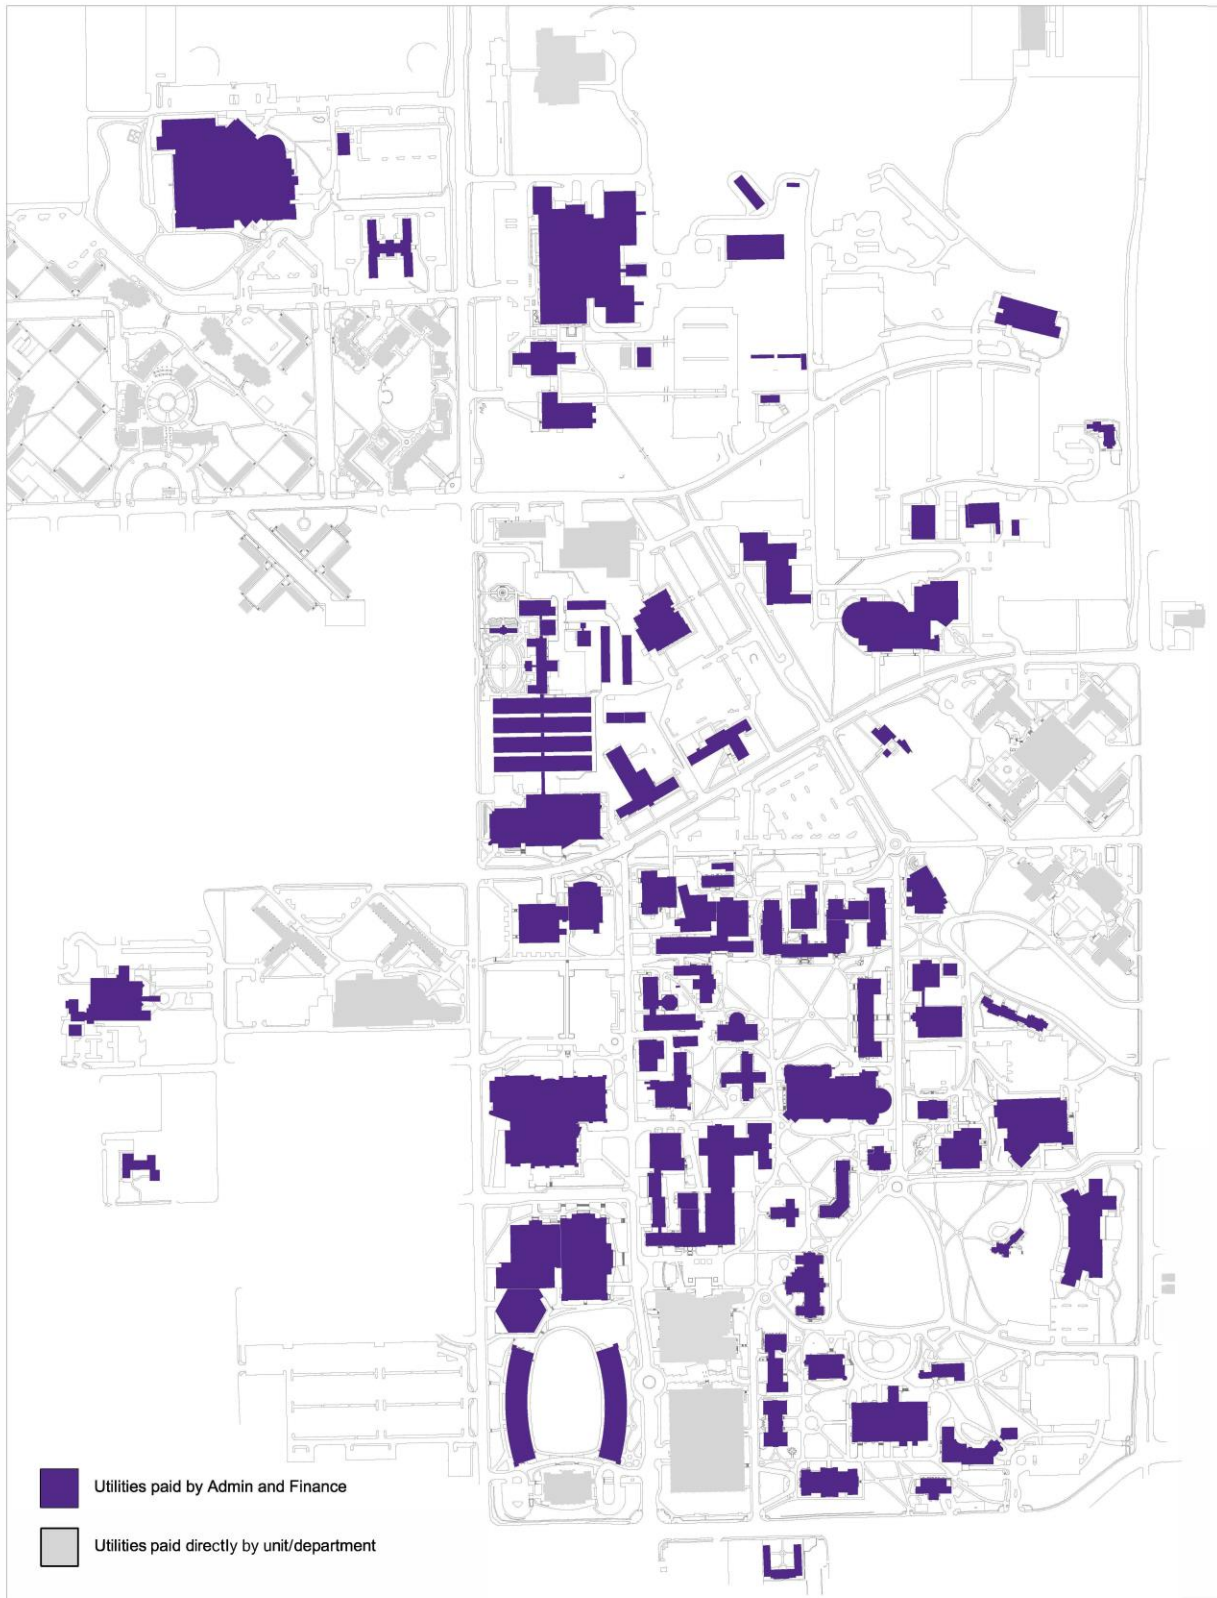 Utilities paid by Admin and Finance
Utilities paid directly by unit/department